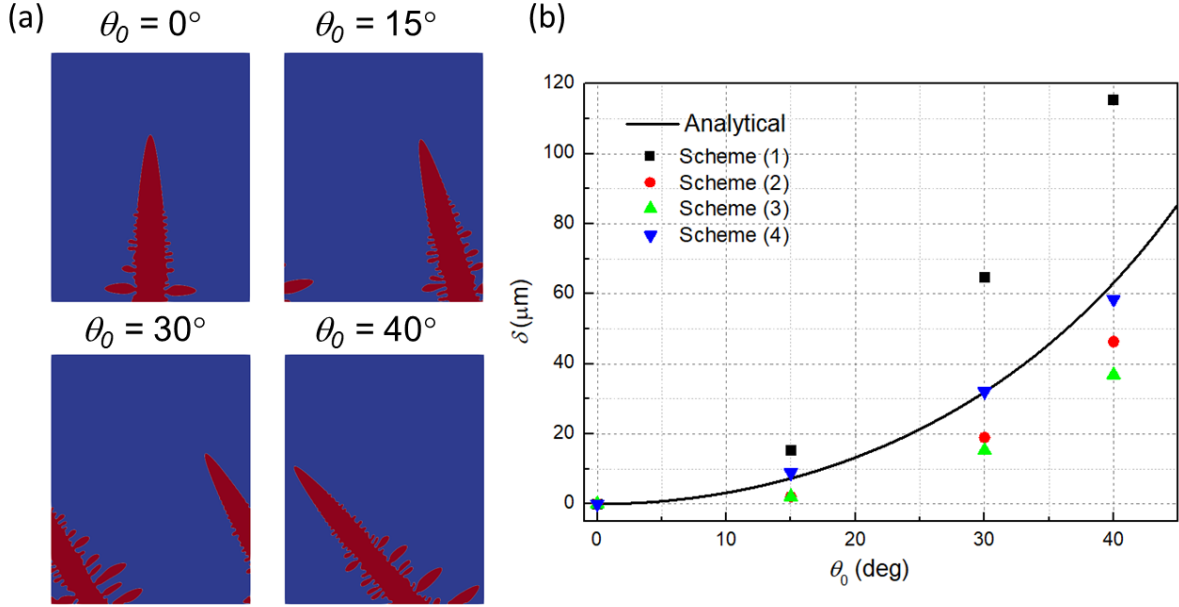 (a)
θ₀ = 0°
θ₀ = 15°
θ₀ = 30°
θ₀ = 40°
(b)
120
100
80
60
40
20
0
δ (μm)
Analytical
Scheme (1)
Scheme (2)
Scheme (3)
Scheme (4)
0 10 20 30 40
θ₀ (deg)